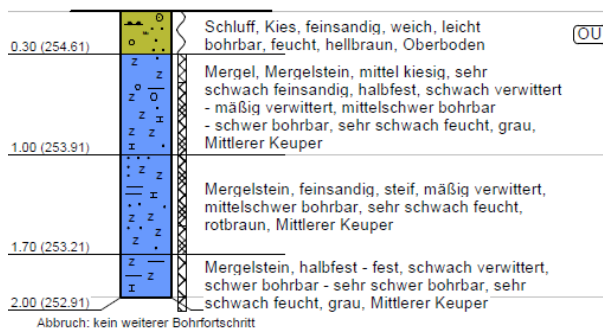 Schluff, Kies, feinsandig, weich, leicht
bohrbar, feucht, hellbraun, Oberboden
OU
0.30 (254.61)
Mergel, Mergelstein, mittel kiesig, sehr
schwach feinsandig, halbfest, schwach verwittert
- mäßig verwittert, mittelschwer bohrbar
- schwer bohrbar, sehr schwach feucht, grau,
Mittlerer Keuper
1.00 (253.91)
Mergelstein, feinsandig, steif, mäßig verwittert,
mittelschwer bohrbar, sehr schwach feucht,
rotbraun, Mittlerer Keuper
1.70 (253.21)
Mergelstein, halbfest - fest, schwach verwittert,
schwer bohrbar - sehr schwer bohrbar, sehr
schwach feucht, grau, Mittlerer Keuper
2.00 (252.91)
Abbruch: kein weiterer Bohrfortschritt